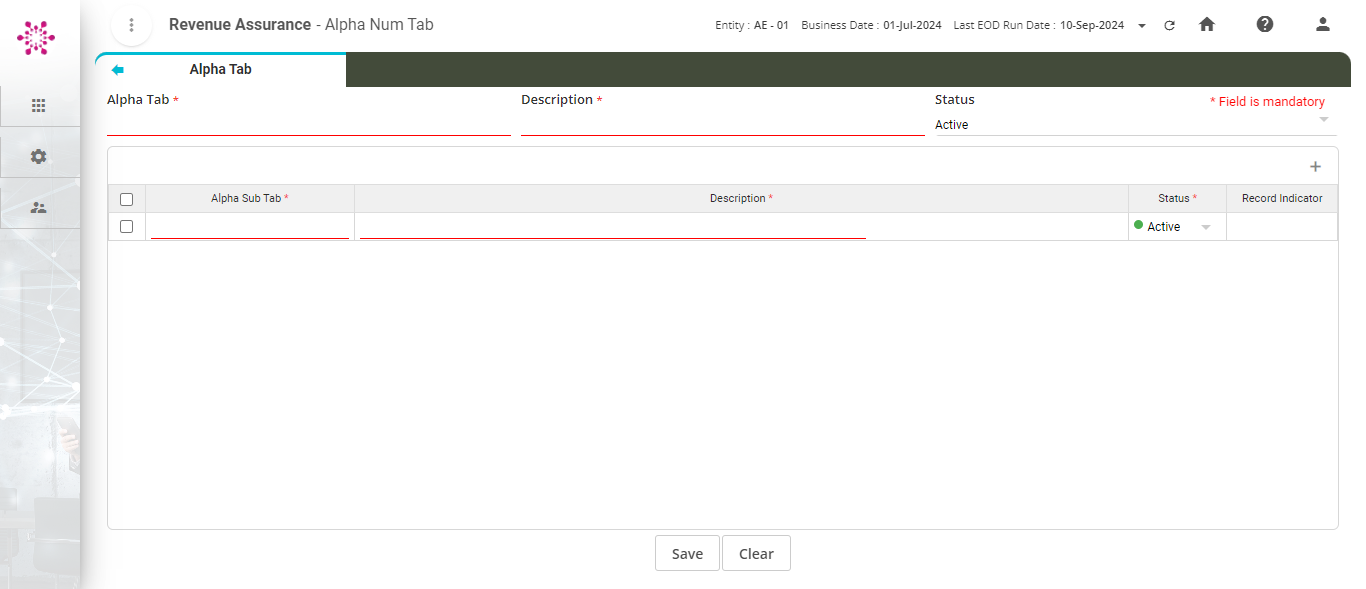 Revenue Assurance - Alpha Num Tab
Entity : AE - 01 Business Date : 01-Jul-2024 Last EOD Run Date : 10-Sep-2024
Alpha Tab
Alpha Tab * Description * Status * Field is mandatory
Active
+
Alpha Sub Tab * Description * Status * Record Indicator
Active
Save Clear